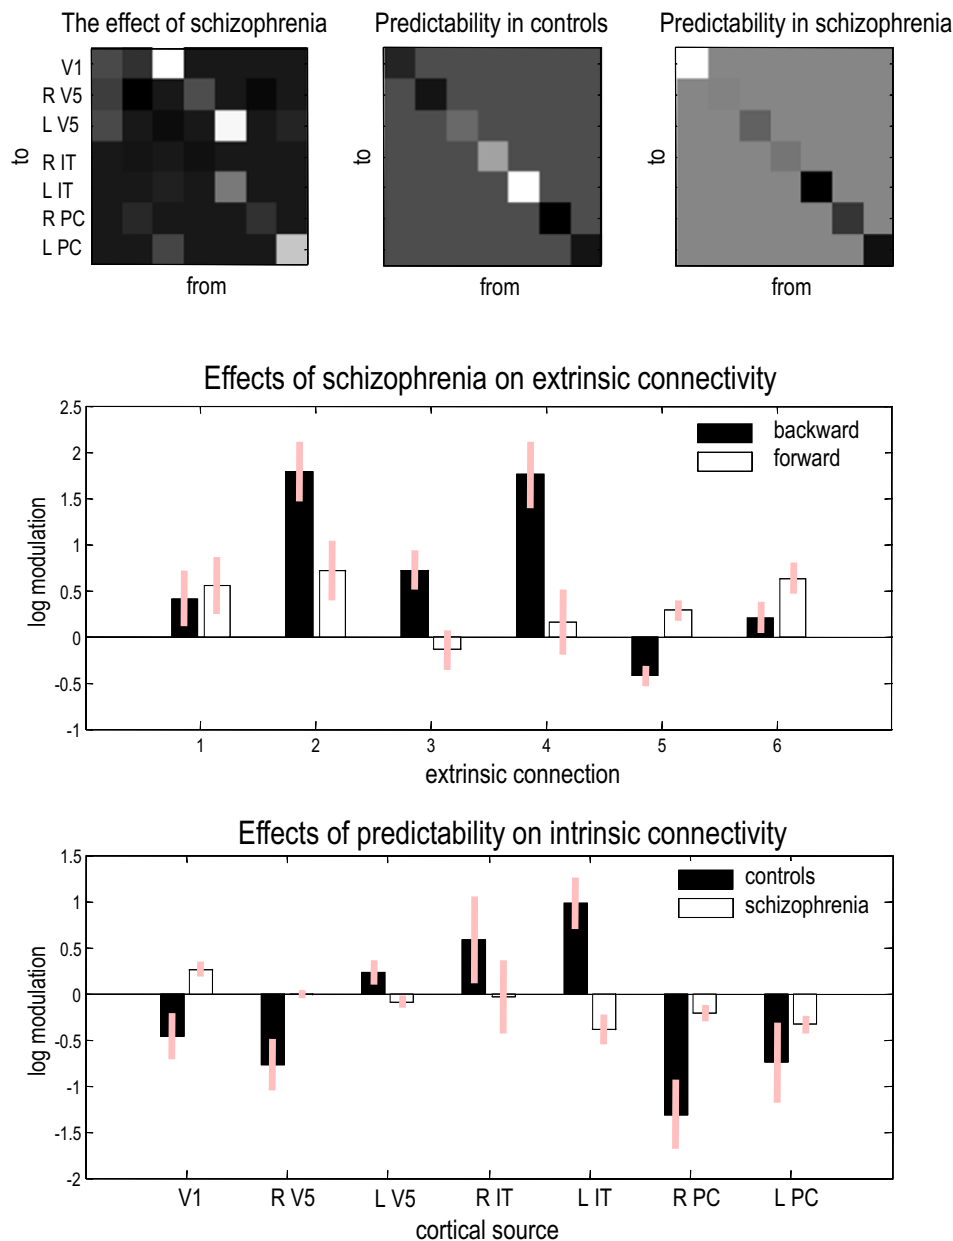 The effect of schizophrenia
Predictability in controls
Predictability in schizophrenia
V1
R V5
L V5
R IT
L IT
R PC
L PC
to
to
to
from
from
from
Effects of schizophrenia on extrinsic connectivity
2.5
2
1.5
1
0.5
0
-0.5
-1
log modulation
backward
forward
1 2 3 4 5 6
extrinsic connection
Effects of predictability on intrinsic connectivity
1.5
1
0.5
0
-0.5
-1
-1.5
-2
log modulation
controls
schizophrenia
V1 R V5 L V5 R IT L IT R PC L PC
cortical source